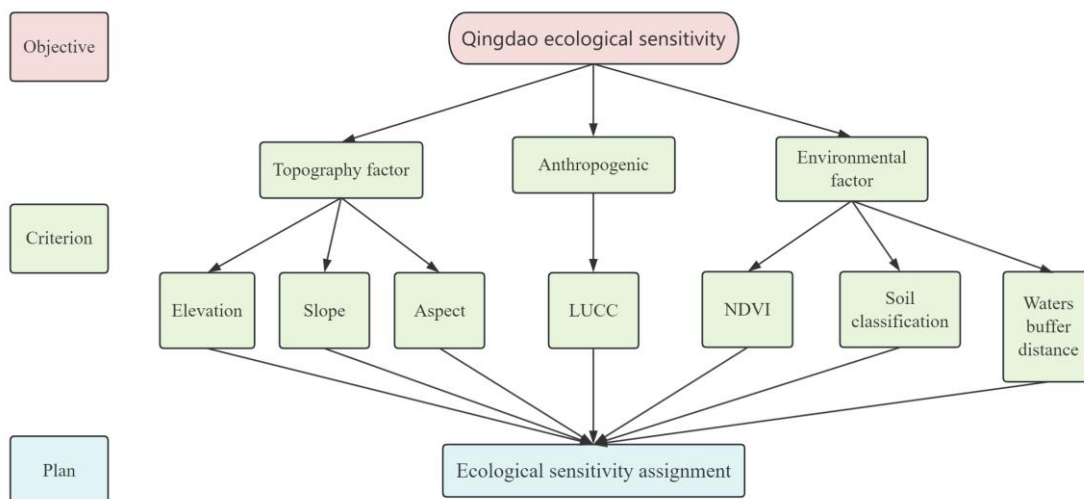 Objective
Qingdao ecological sensitivity
Topography factor
Anthropogenic
Environmental
factor
Criterion
Elevation
Slope
Aspect
LUCC
NDVI
Soil
classification
Waters
buffer
distance
Plan
Ecological sensitivity assignment